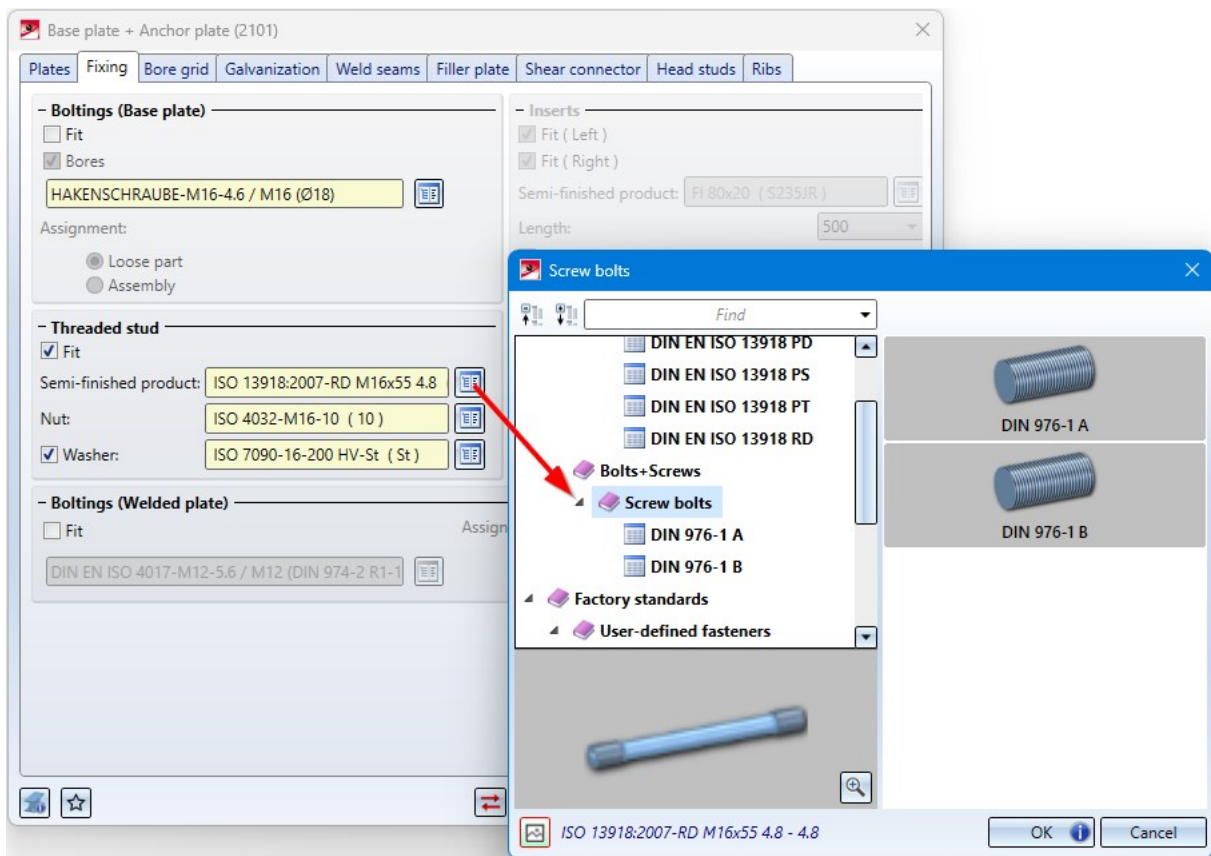 Base plate + Anchor plate (2101)
Plates Fixing Bore grid Galvanization Weld seams Filler plate Shear connector Head studs Ribs
– Boltings (Base plate)
Fit
Bores
HAKENSCHRAUBE-M16-4.6 / M16 (Ø18)
Assignment:
Loose part
Assembly
– Inserts
Fit ( Left )
Fit ( Right )
Semi-finished product: Fl 80x20 ( S235JR )
Length: 500
– Threaded stud
Fit
Semi-finished product: ISO 13918:2007-RD M16x55 4.8
Nut: ISO 4032-M16-10 ( 10 )
Washer: ISO 7090-16-200 HV-St ( St )
– Boltings (Welded plate)
Fit
Assign
DIN EN ISO 4017-M12-5.6 / M12 (DIN 974-2 R1-1
Screw bolts
Find
DIN EN ISO 13918 PD
DIN EN ISO 13918 PS
DIN EN ISO 13918 PT
DIN EN ISO 13918 RD
Bolts+Screws
Screw bolts
DIN 976-1 A
DIN 976-1 B
Factory standards
User-defined fasteners
DIN 976-1 A
DIN 976-1 B
ISO 13918:2007-RD M16x55 4.8 - 4.8
OK
Cancel